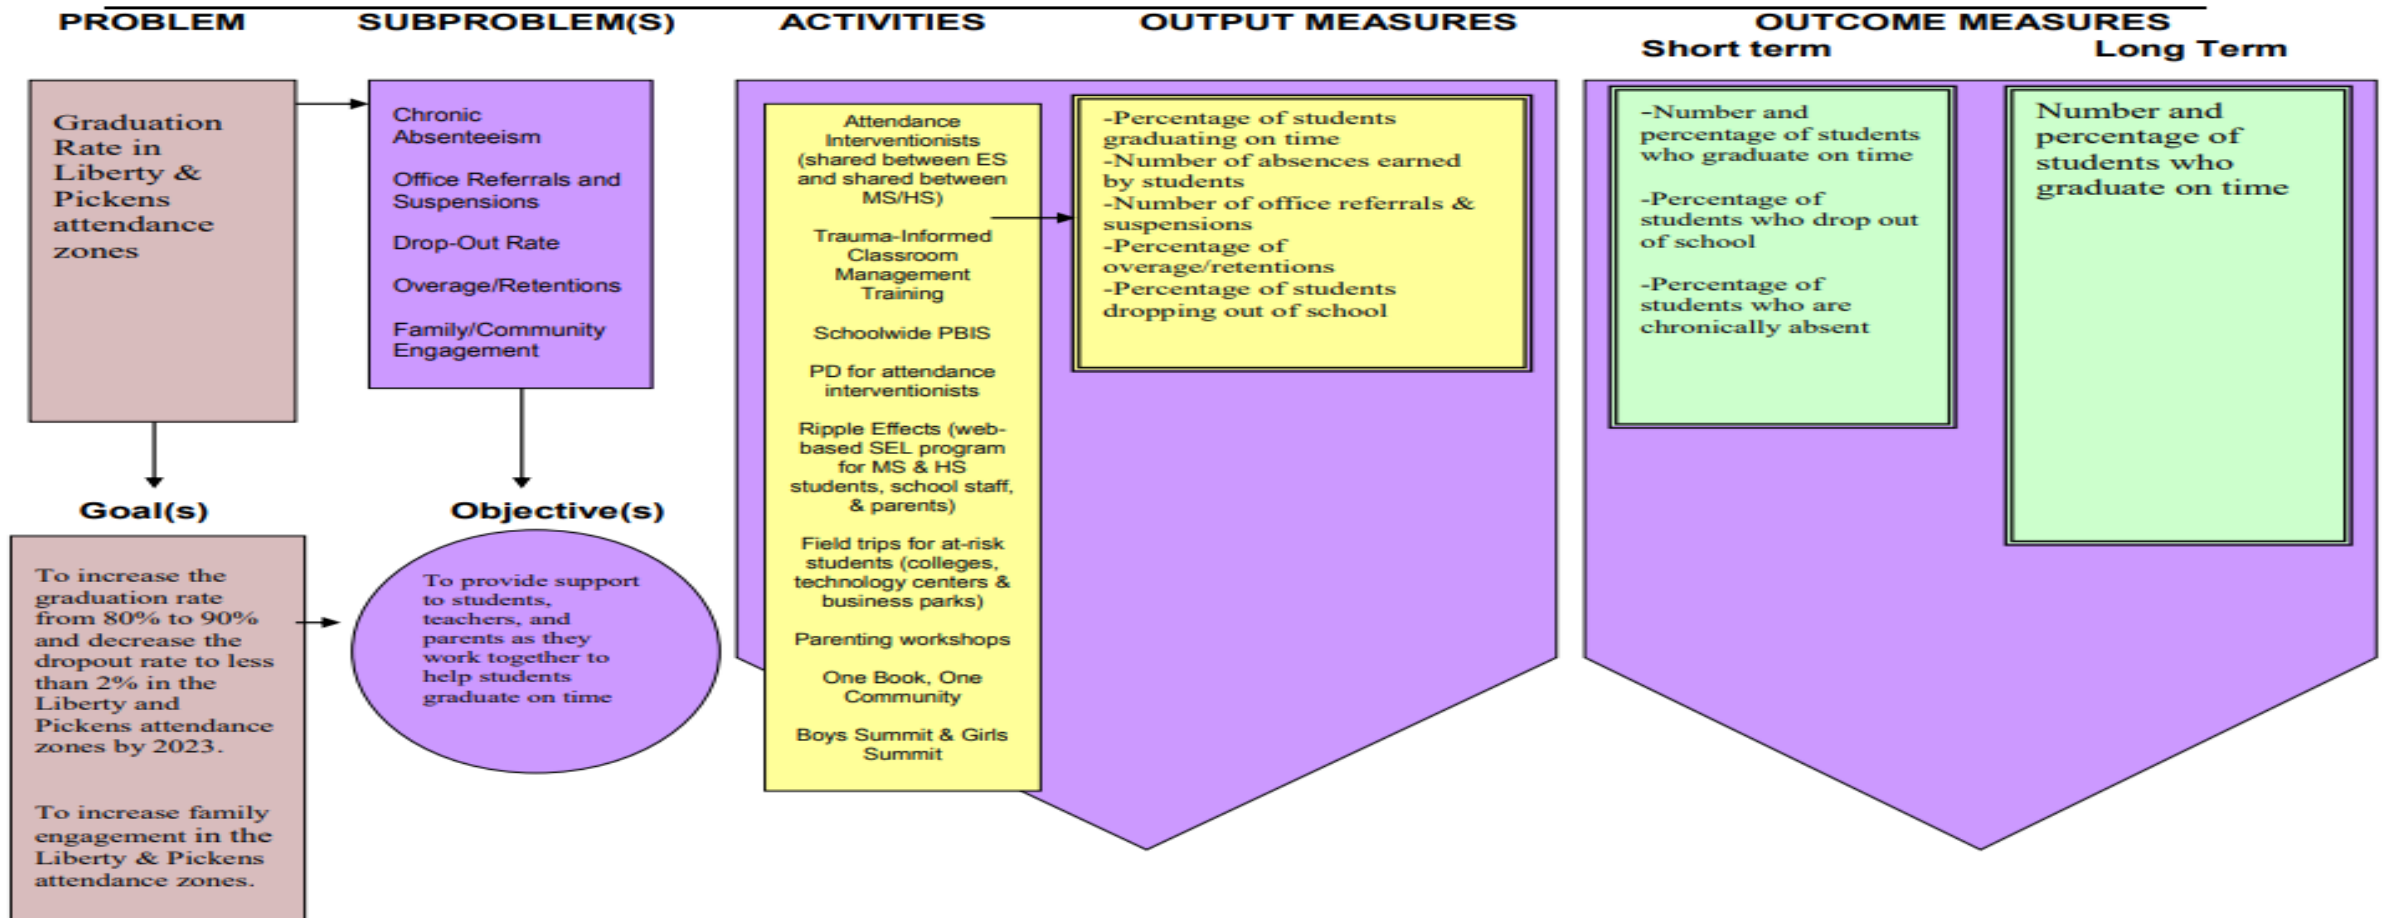 PROBLEM
SUBPROBLEM(S)
ACTIVITIES
OUTPUT MEASURES
OUTCOME MEASURES
Short term
Long Term
Graduation
Rate in
Liberty &
Pickens
attendance
zones
Chronic
Absenteeism
Office Referrals and
Suspensions
Drop-Out Rate
Overage/Retentions
Family/Community
Engagement
Goal(s)
To increase the
graduation rate
from 80% to 90%
and decrease the
dropout rate to less
than 2% in the
Liberty and
Pickens attendance
zones by 2023.
To increase family
engagement in the
Liberty & Pickens
attendance zones.
Objective(s)
To provide support
to students,
teachers, and
parents as they
work together to
help students
graduate on time
Attendance
Interventionists
(shared between ES
and shared between
MS/HS)
Trauma-Informed
Classroom
Management
Training
Schoolwide PBIS
PD for attendance
interventionists
Ripple Effects (web-
based SEL program
for MS & HS
students, school staff,
& parents)
Field trips for at-risk
students (colleges,
technology centers &
business parks)
Parenting workshops
One Book, One
Community
Boys Summit & Girls
Summit
-Percentage of students
graduating on time
-Number of absences earned
by students
-Number of office referrals &
suspensions
-Percentage of
overage/retentions
-Percentage of students
dropping out of school
-Number and
percentage of students
who graduate on time
-Percentage of
students who drop out
of school
-Percentage of
students who are
chronically absent
Number and
percentage of
students who
graduate on time